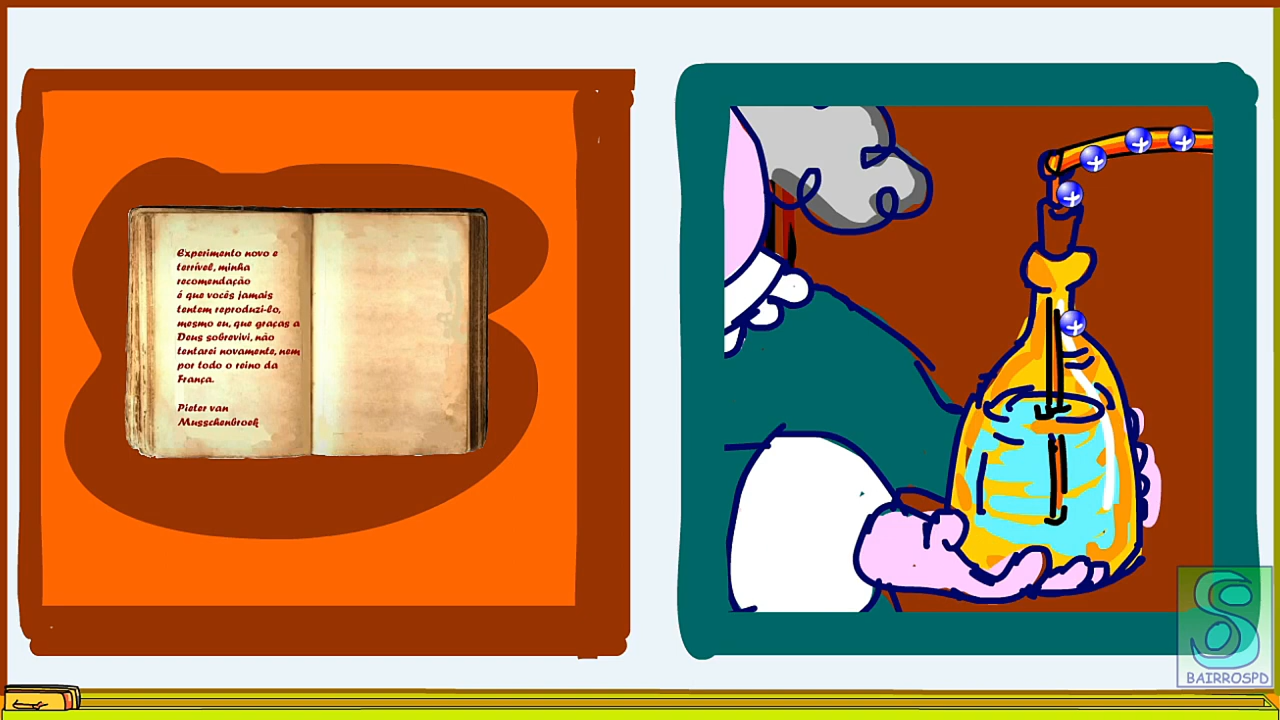 Experimento novo e
terrível, minha
recomendação
é que vocês jamais
tentem reproduzi-lo,
mesmo eu, que graças a
Deus sobrevivi, não
tentarei novamente, nem
por todo o reino da
França.
Pieter van
Musschenbroek
+
+
+
+
+
S
BAIRROSPD